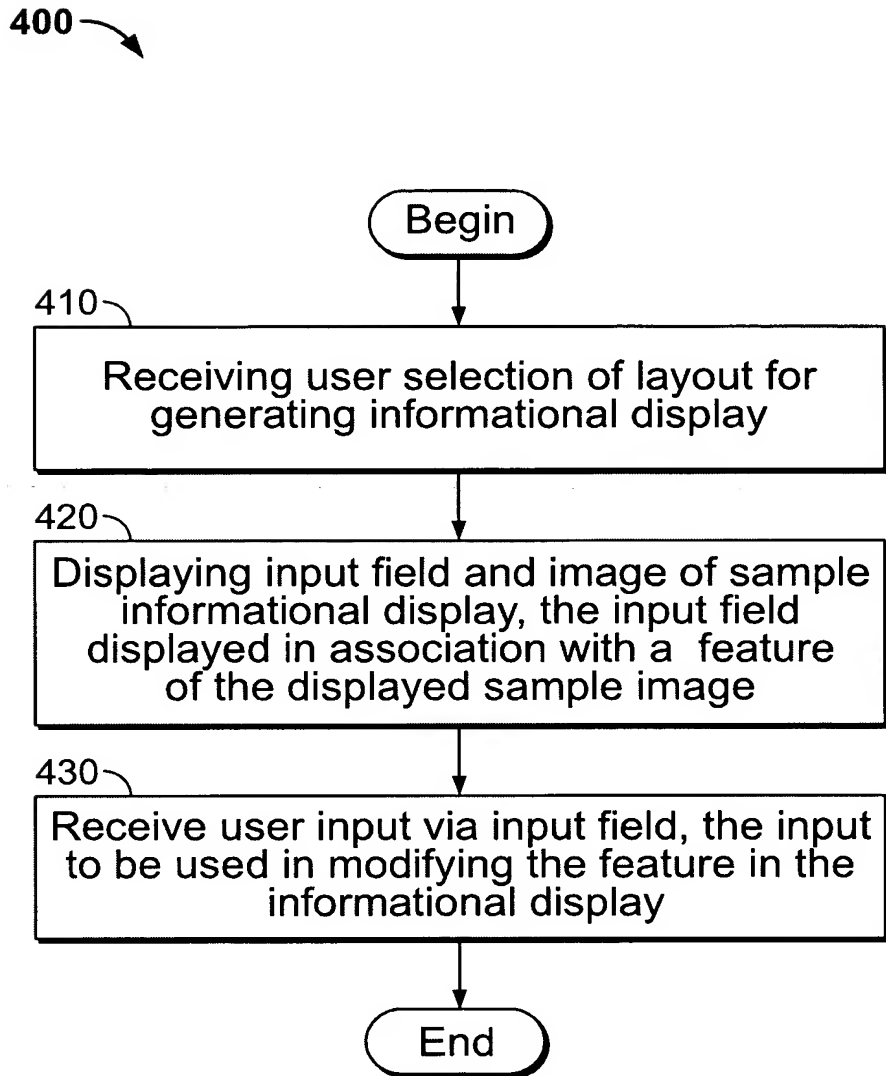 400
Begin
410
Receiving user selection of layout for
generating informational display
420
Displaying input field and image of sample
informational display, the input field
displayed in association with a feature
of the displayed sample image
430
Receive user input via input field, the input
to be used in modifying the feature in the
informational display
End